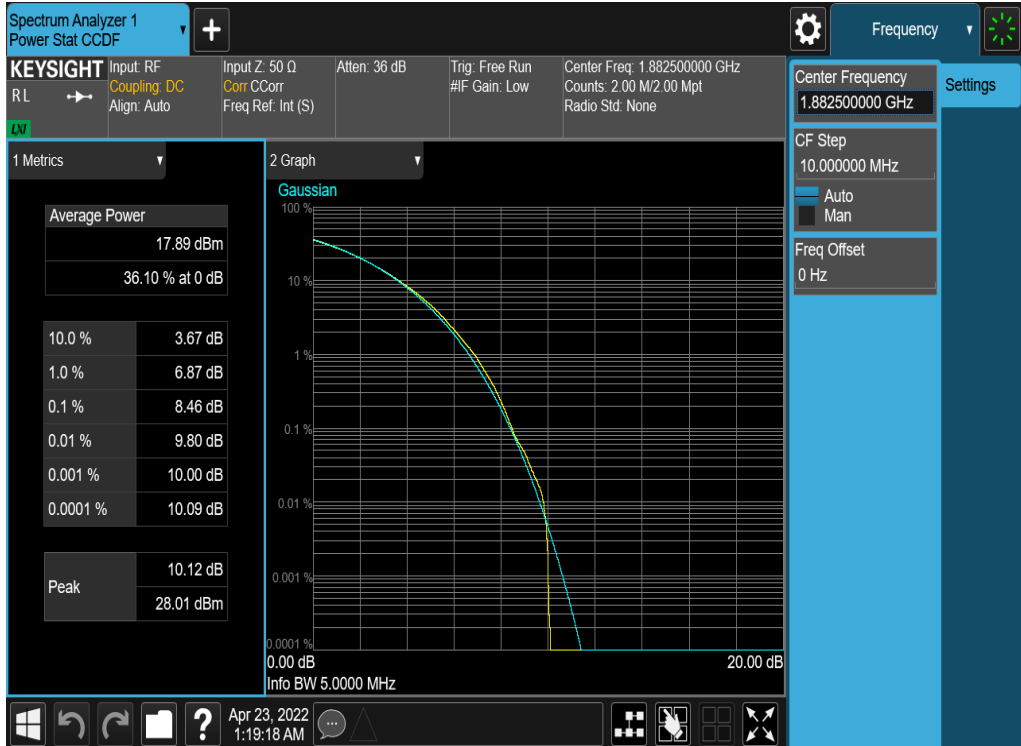 Spectrum Analyzer 1
Power Stat CCDF
+
Frequency
KEYSIGHT
R L
LXI
Input: RF
Coupling: DC
Align: Auto
Input Z: 50 Ω
Corr CCorr
Freq Ref: Int (S)
Atten: 36 dB
Trig: Free Run
#IF Gain: Low
Center Freq: 1.882500000 GHz
Counts: 2.00 M/2.00 Mpt
Radio Std: None
Center Frequency
1.882500000 GHz
Settings
CF Step
10.000000 MHz
Auto
Man
Freq Offset
0 Hz
1 Metrics
Average Power
17.89 dBm
36.10 % at 0 dB
10.0 % 3.67 dB
1.0 % 6.87 dB
0.1 % 8.46 dB
0.01 % 9.80 dB
0.001 % 10.00 dB
0.0001 % 10.09 dB
Peak
10.12 dB
28.01 dBm
2 Graph
Gaussian
100 %
10 %
1 %
0.1 %
0.01 %
0.001 %
0.0001 %
0.00 dB 20.00 dB
Info BW 5.0000 MHz
?
Apr 23, 2022
1:19:18 AM